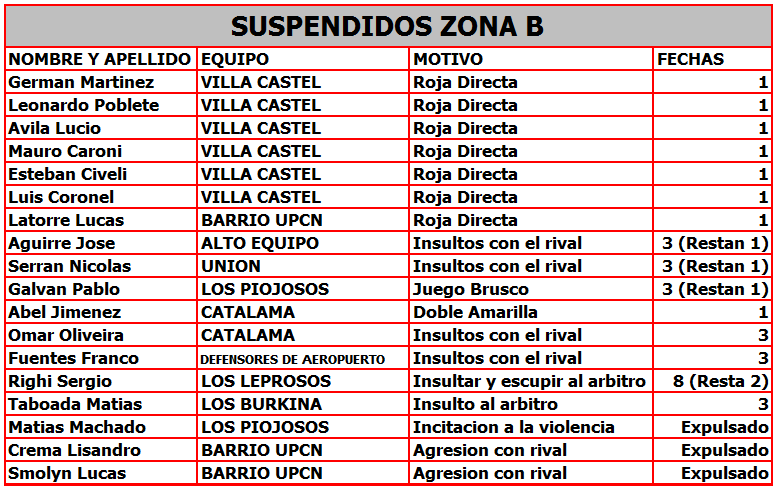 SUSPENDIDOS ZONA B
NOMBRE Y APELLIDO EQUIPO MOTIVO FECHAS
German Martinez VILLA CASTEL Roja Directa 1
Leonardo Poblete VILLA CASTEL Roja Directa 1
Avila Lucio VILLA CASTEL Roja Directa 1
Mauro Caroni VILLA CASTEL Roja Directa 1
Esteban Civeli VILLA CASTEL Roja Directa 1
Luis Coronel VILLA CASTEL Roja Directa 1
Latorre Lucas BARRIO UPCN Roja Directa 1
Aguirre Jose ALTO EQUIPO Insultos con el rival 3 (Restan 1)
Serran Nicolas UNION Insultos con el rival 3 (Restan 1)
Galvan Pablo LOS PIOJOSOS Juego Brusco 3 (Restan 1)
Abel Jimenez CATALAMA Doble Amarilla 1
Omar Oliveira CATALAMA Insultos con el rival 3
Fuentes Franco DEFENSORES DE AEROPUERTO Insultos con el rival 3
Righi Sergio LOS LEPROSOS Insultar y escupir al arbitro 8 (Resta 2)
Taboada Matias LOS BURKINA Insulto al arbitro 3
Matias Machado LOS PIOJOSOS Incitacion a la violencia Expulsado
Crema Lisandro BARRIO UPCN Agresion con rival Expulsado
Smolyn Lucas BARRIO UPCN Agresion con rival Expulsado